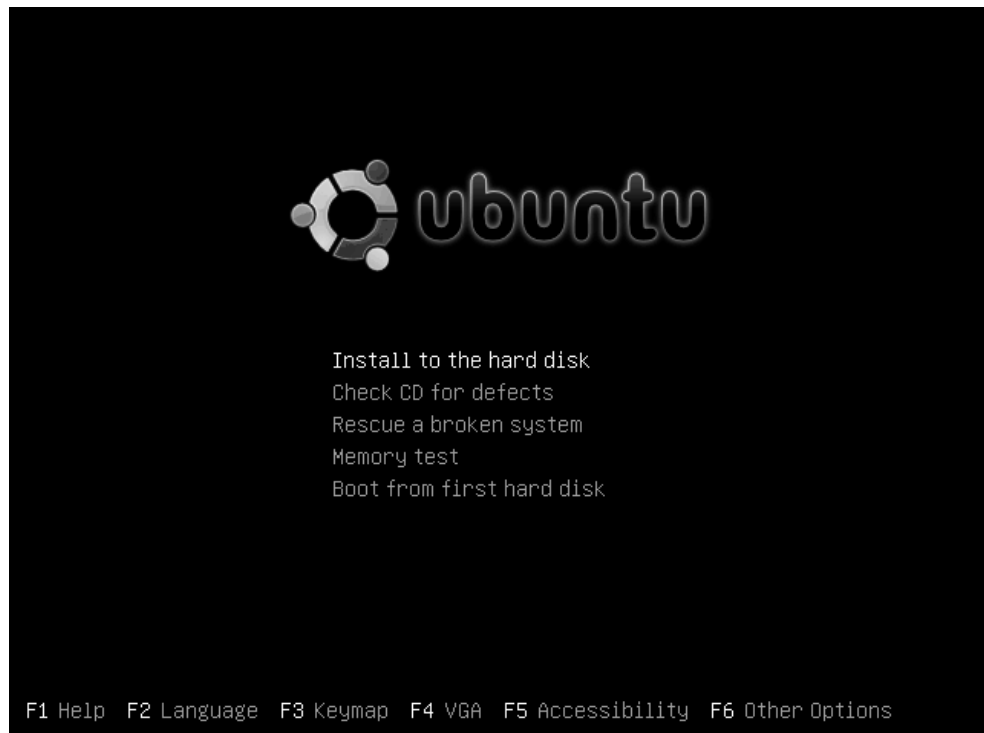 ubuntu
Install to the hard disk
Check CD for defects
Rescue a broken system
Memory test
Boot from first hard disk
F1 Help F2 Language F3 Keymap F4 VGA F5 Accessibility F6 Other Options